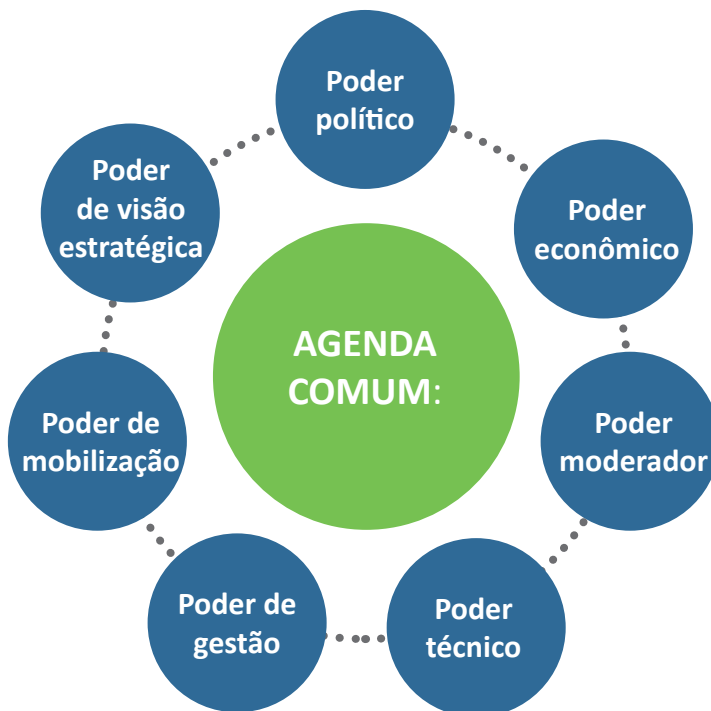 Poder
político
Poder
de visão
estratégica
Poder
econômico
AGENDA
COMUM:
Poder de
mobilização
Poder
moderador
Poder de
gestão
Poder
técnico